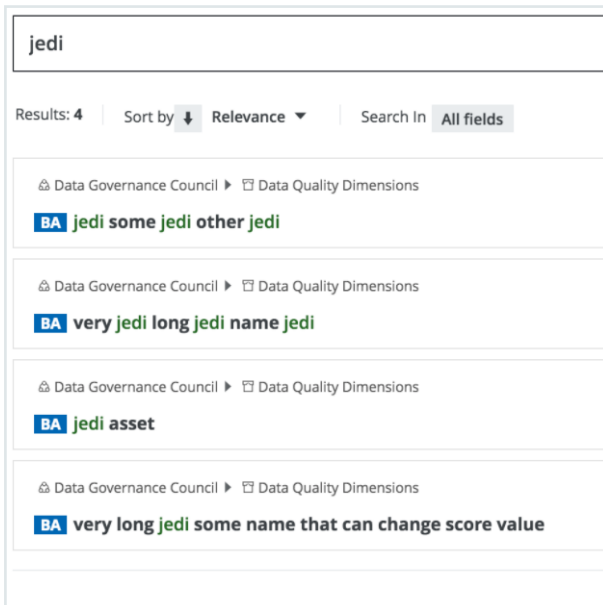 jedi
Results: 4 Sort by Relevance Search In All fields
Data Governance Council Data Quality Dimensions
BA jedi some jedi other jedi
Data Governance Council Data Quality Dimensions
BA very jedi long jedi name jedi
Data Governance Council Data Quality Dimensions
BA jedi asset
Data Governance Council Data Quality Dimensions
BA very long jedi some name that can change score value